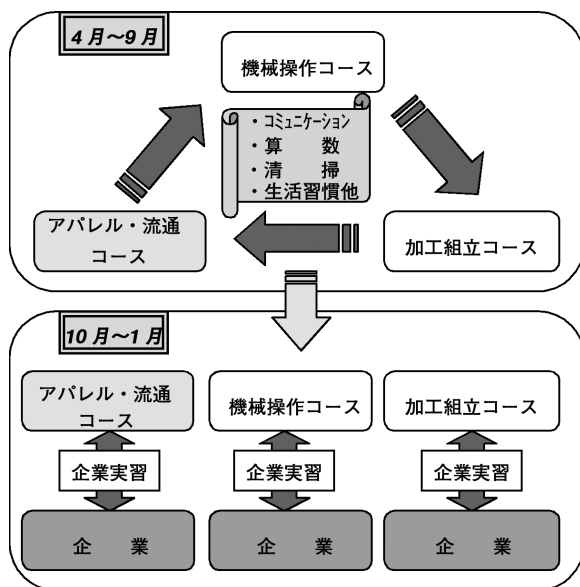 4月～9月
機械操作コース
・コミュニケーション
・算　　数
・清　　掃
・生活習慣他
アパレル・流通
コース
加工組立コース
10月～1月
アパレル・流通
コース
機械操作コース
加工組立コース
企業実習
企業実習
企業実習
企　　業
企　　業
企　　業